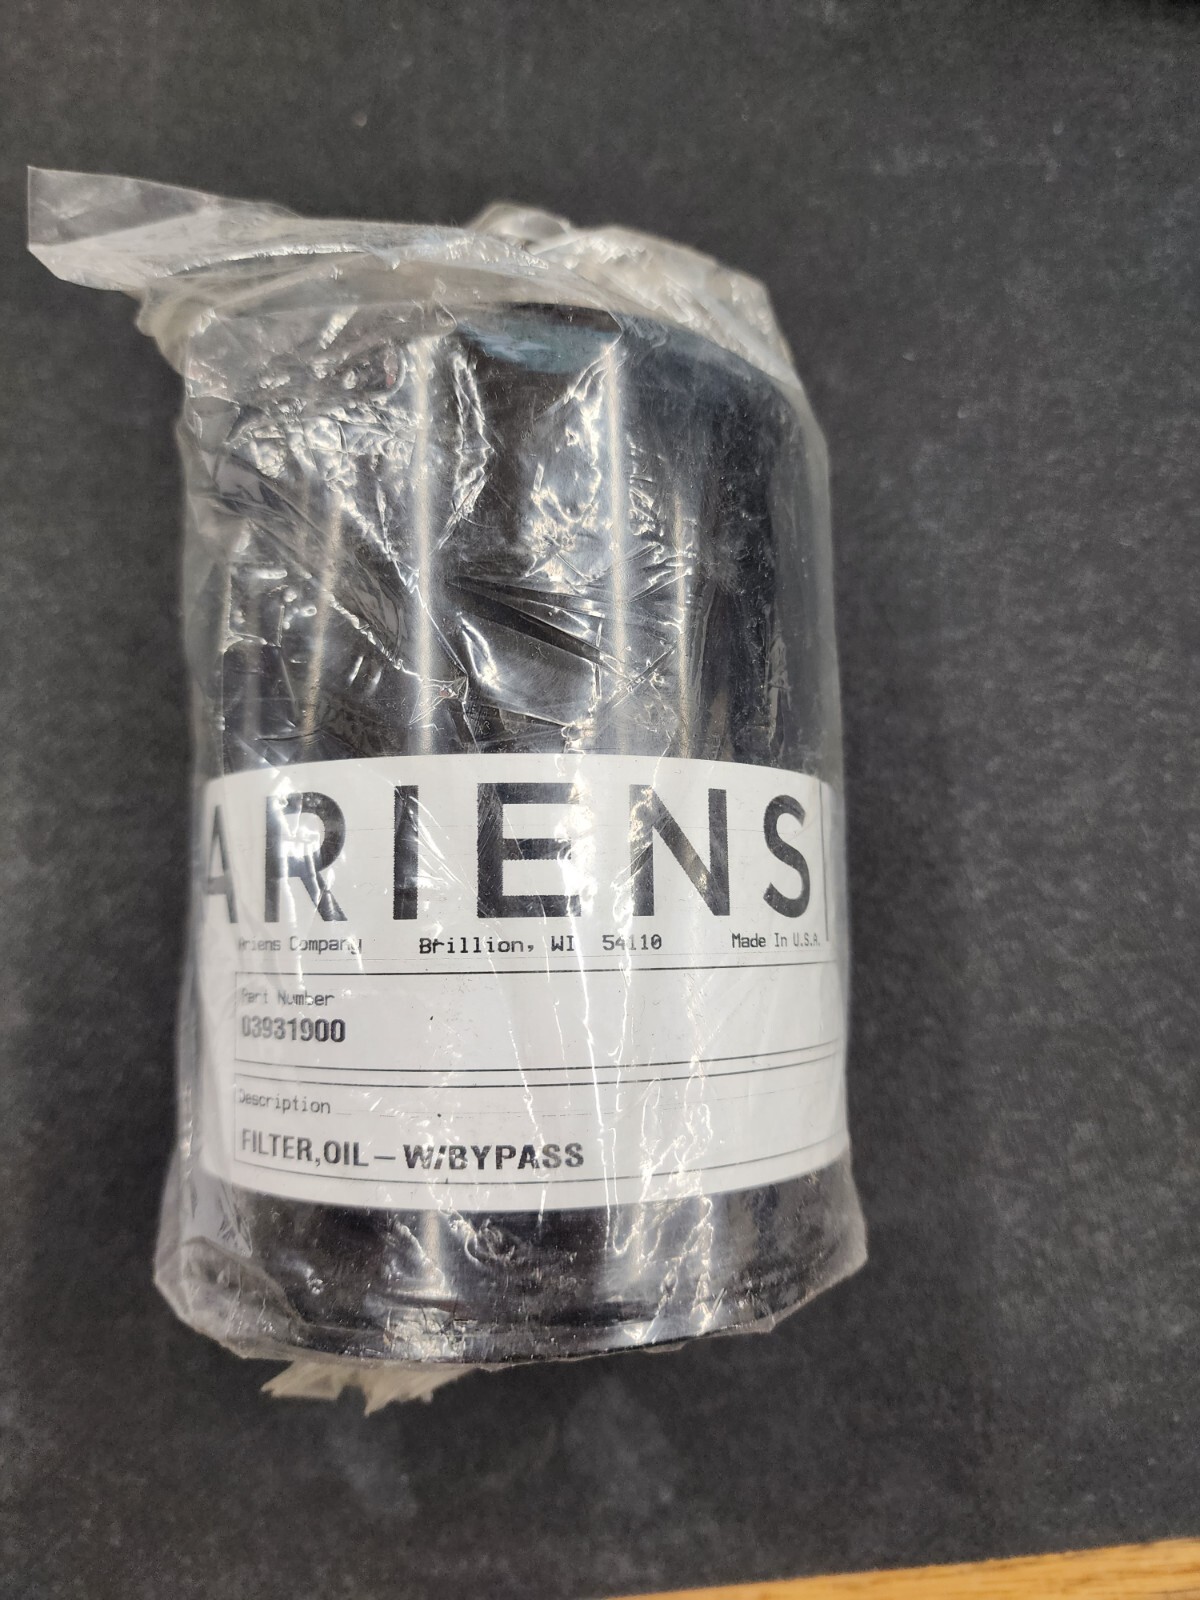 ARIENS
Ariens Company Brillion, WI 54110 Made In U.S.A.
Part Number
03931900
Description
FILTER,OIL-W/BYPASS